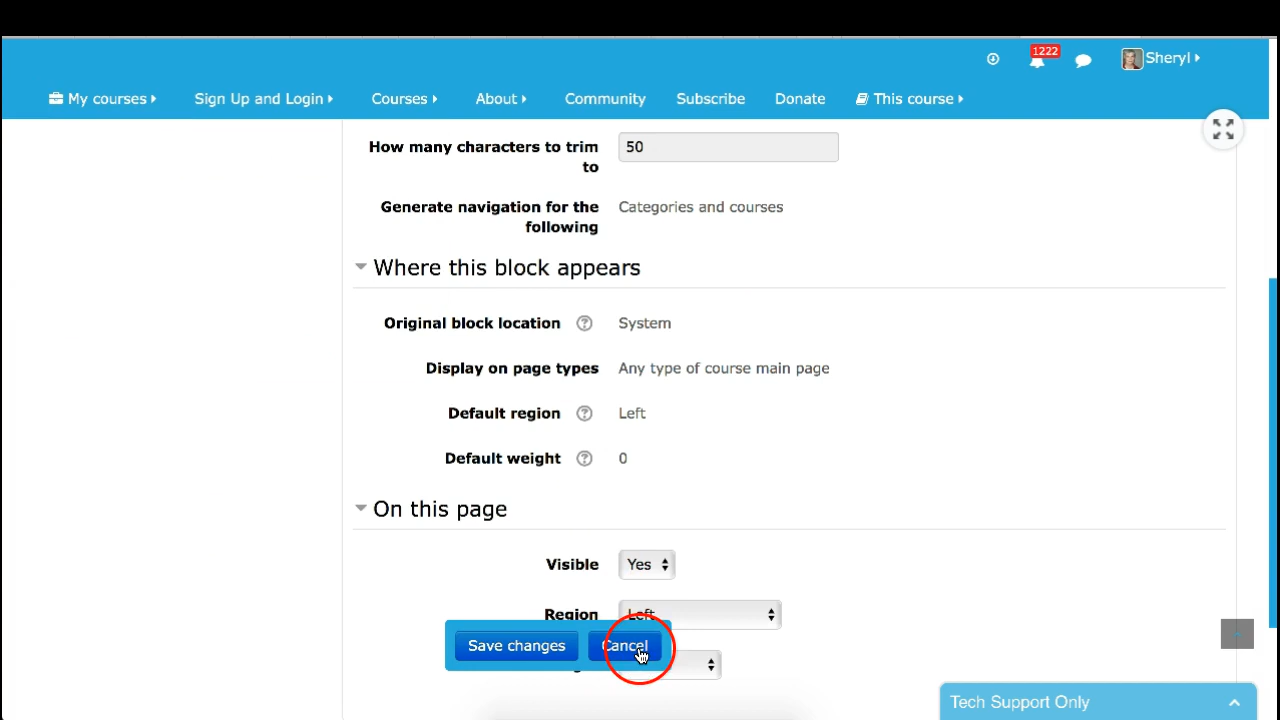 1222
Sheryl
My courses
Sign Up and Login
Courses
About
Community
Subscribe
Donate
This course
How many characters to trim
to
50
Generate navigation for the
following
Categories and courses
Where this block appears
Original block location
System
Display on page types
Any type of course main page
Default region
Left
Default weight
0
On this page
Visible
Yes
Region
Left
Save changes
Cancel
Tech Support Only